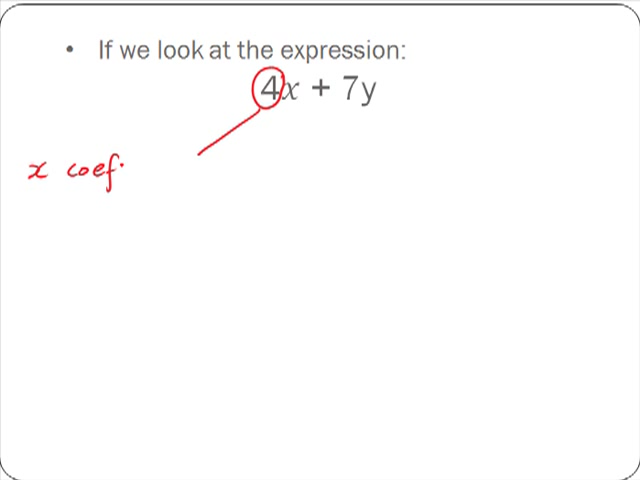 • If we look at the expression:
4x + 7y
x coef.